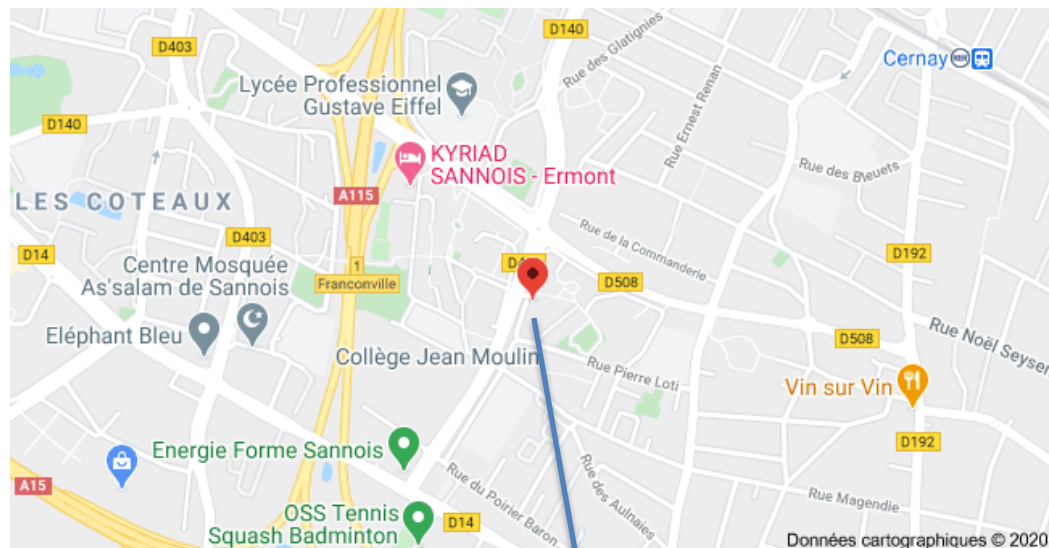 D403
D140
Rue des Glatignies
Cernay
Lycée Professionnel
Gustave Eiffel
Rue Ernest Renan
D140
KYRIAD
SANNOIS - Ermont
Rue des Bleuets
A115
LES COTEAUX
D403
Rue de la Commanderie
D14
D192
Centre Mosquée
As'salam de Sannois
1
Franconville
D508
Eléphant Bleu
Rue Noël Seysen
D508
Collège Jean Moulin
Rue Pierre Loti
Vin sur Vin
Energie Forme Sannois
D192
A15
Rue du Poirier Baron
Rue des Aulnaies
Rue Magendie
OSS Tennis
Squash Badminton
D14
Données cartographiques © 2020